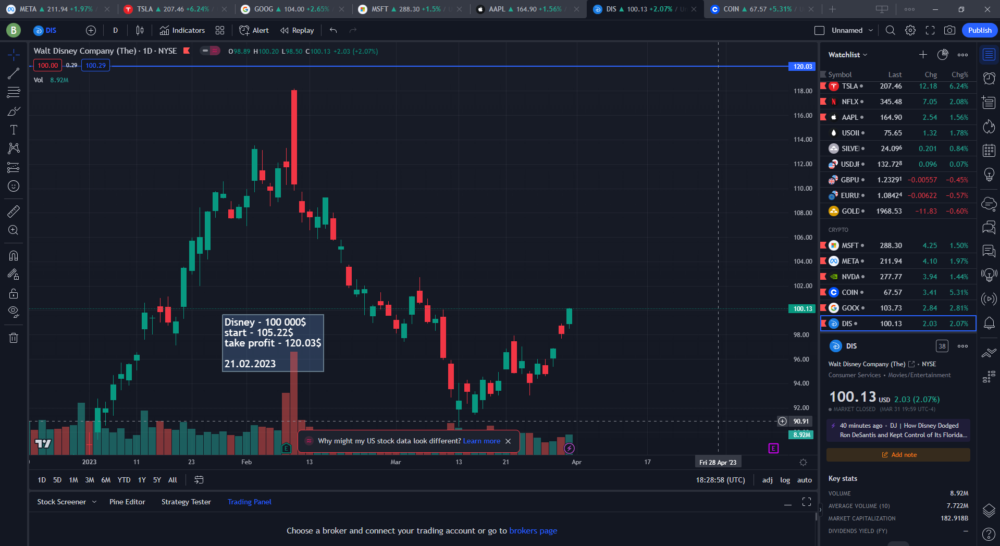 META ▲ 211.94 +1.97% /
TSLA ▲ 207.46 +6.24% /
GOOG ▲ 104.00 +2.65% /
MSFT ▲ 288.30 +1.5% / U
AAPL ▲ 164.90 +1.56% /
DIS ▲ 100.13 +2.07% / Un
COIN ▲ 67.57 +5.31% / U
B
DIS
D
Indicators
Alert
Replay
Unnamed
Publish
Walt Disney Company (The) · 1D · NYSE
O98.89 H100.20 L98.50 C100.13 +2.03 (+2.07%)
100.00 0.29 100.29
Vol 8.92M
120.03
118.00
116.00
114.00
112.00
110.00
108.00
106.00
104.00
102.00
100.13
98.00
96.00
94.00
92.00
90.91
8.92M
Disney - 100 000$
start - 105.22$
take profit - 120.03$
21.02.2023
E
Why might my US stock data look different? Learn more
E
2023 11 23 Feb 13 Mar 13 21 Apr 17 Fri 28 Apr '23
1D 5D 1M 3M 6M YTD 1Y 5Y All
18:28:58 (UTC) adj log auto
Stock Screener Pine Editor Strategy Tester Trading Panel
Choose a broker and connect your trading account or go to brokers page
Watchlist
Symbol Last Chg Chg%
TSLA 207.46 12.18 6.24%
NFLX 345.48 7.05 2.08%
AAPL 164.90 2.54 1.56%
USOIL 75.65 1.32 1.78%
SILVE 24.096 0.201 0.84%
USDJP 132.728 0.096 0.07%
GBPU 1.23291 −0.00557 −0.45%
EURU 1.08424 −0.00622 −0.57%
GOLD 1968.53 −11.83 −0.60%
CRYPTO
MSFT 288.30 4.25 1.50%
META 211.94 4.10 1.97%
NVDA 277.77 3.94 1.44%
COIN 67.57 3.41 5.31%
GOOG 103.73 2.84 2.81%
DIS 100.13 2.03 2.07%
DIS
38
Walt Disney Company (The) • NYSE
Consumer Services • Movies/Entertainment
100.13 USD 2.03 (2.07%)
MARKET CLOSED (MAR 31 19:59 UTC-4)
40 minutes ago • DJ | How Disney Dodged
Ron DeSantis and Kept Control of Its Florida...
Add note
Key stats
VOLUME 8.92M
AVERAGE VOLUME (10) 7.722M
MARKET CAPITALIZATION 182.918B
DIVIDENDS YIELD (FY) —